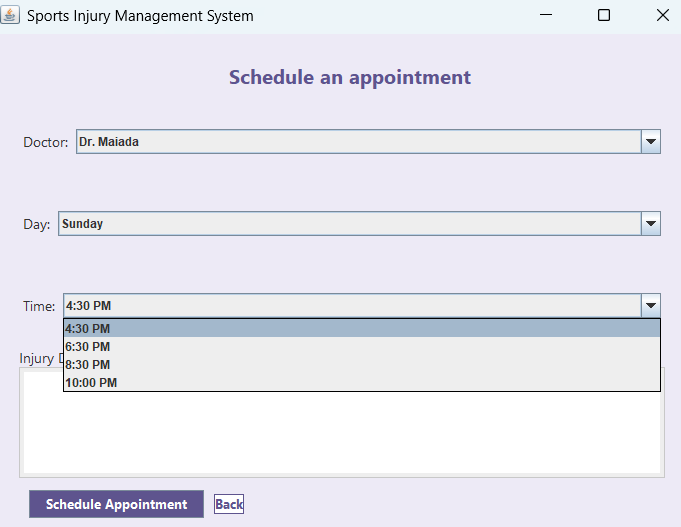 Sports Injury Management System
Schedule an appointment
Doctor: Dr. Maiada
Day: Sunday
Time: 4:30 PM
4:30 PM
6:30 PM
8:30 PM
10:00 PM
Injury
Schedule Appointment Back